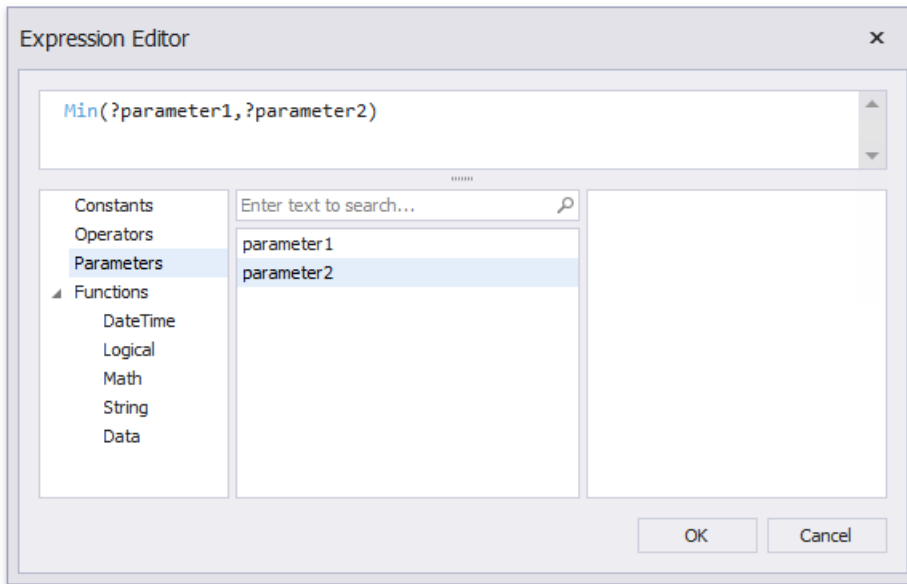 Expression Editor
Min(?parameter1,?parameter2)
Constants
Operators
Parameters
Functions
DateTime
Logical
Math
String
Data
Enter text to search...
parameter1
parameter2
OK
Cancel